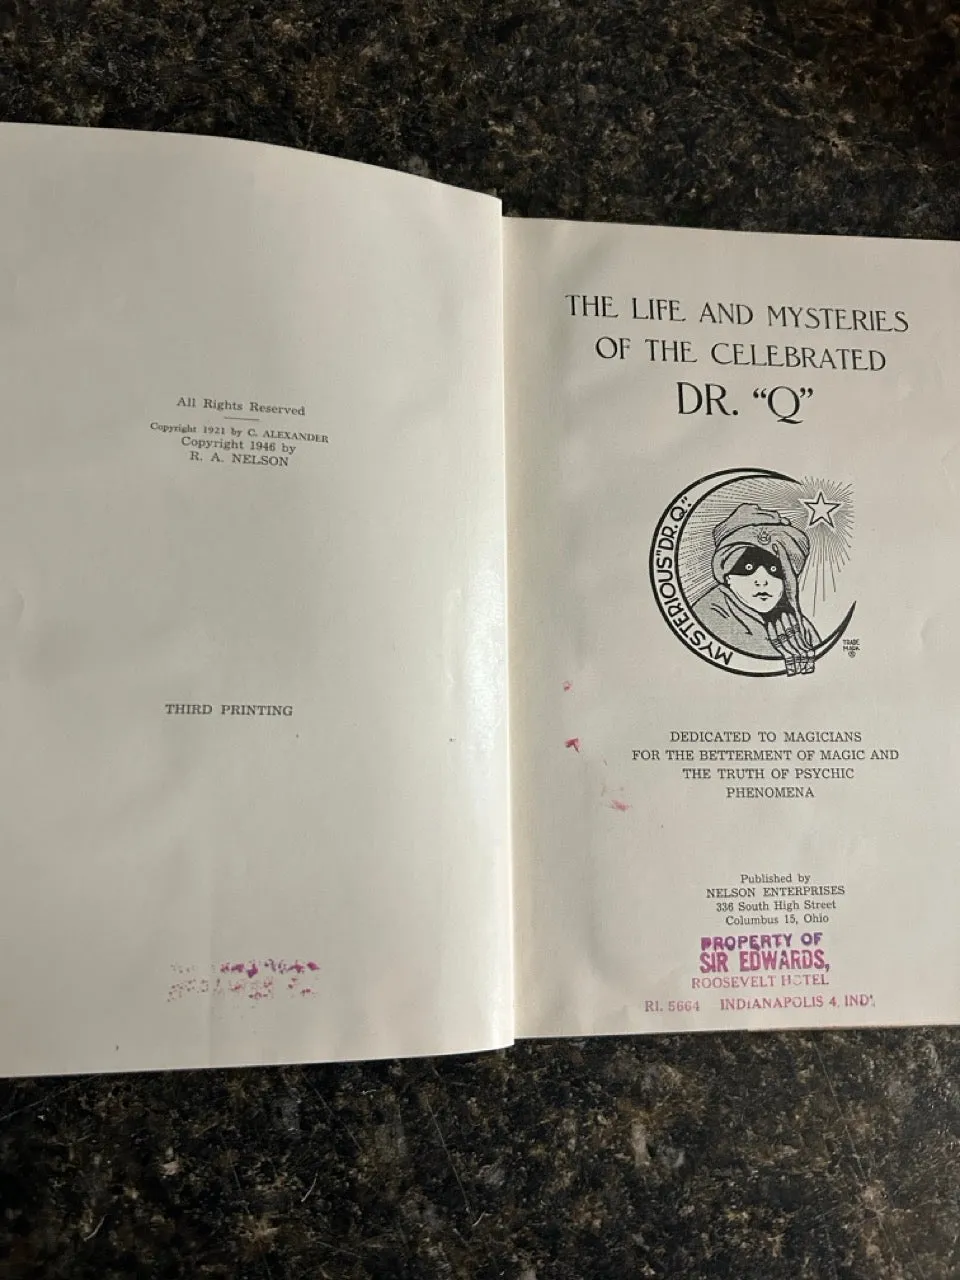 All Rights Reserved
Copyright 1921 by C. ALEXANDER
Copyright 1946 by
R. A. NELSON
THIRD PRINTING
THE LIFE AND MYSTERIES
OF THE CELEBRATED
DR. “Q”
MYSTERIOUS "DR. Q."
TRADE
MARK
DEDICATED TO MAGICIANS
FOR THE BETTERMENT OF MAGIC AND
THE TRUTH OF PSYCHIC
PHENOMENA
Published by
NELSON ENTERPRISES
336 South High Street
Columbus 15, Ohio
PROPERTY OF
SIR EDWARDS,
ROOSEVELT HOTEL
RI. 5664 INDIANAPOLIS 4, IND.